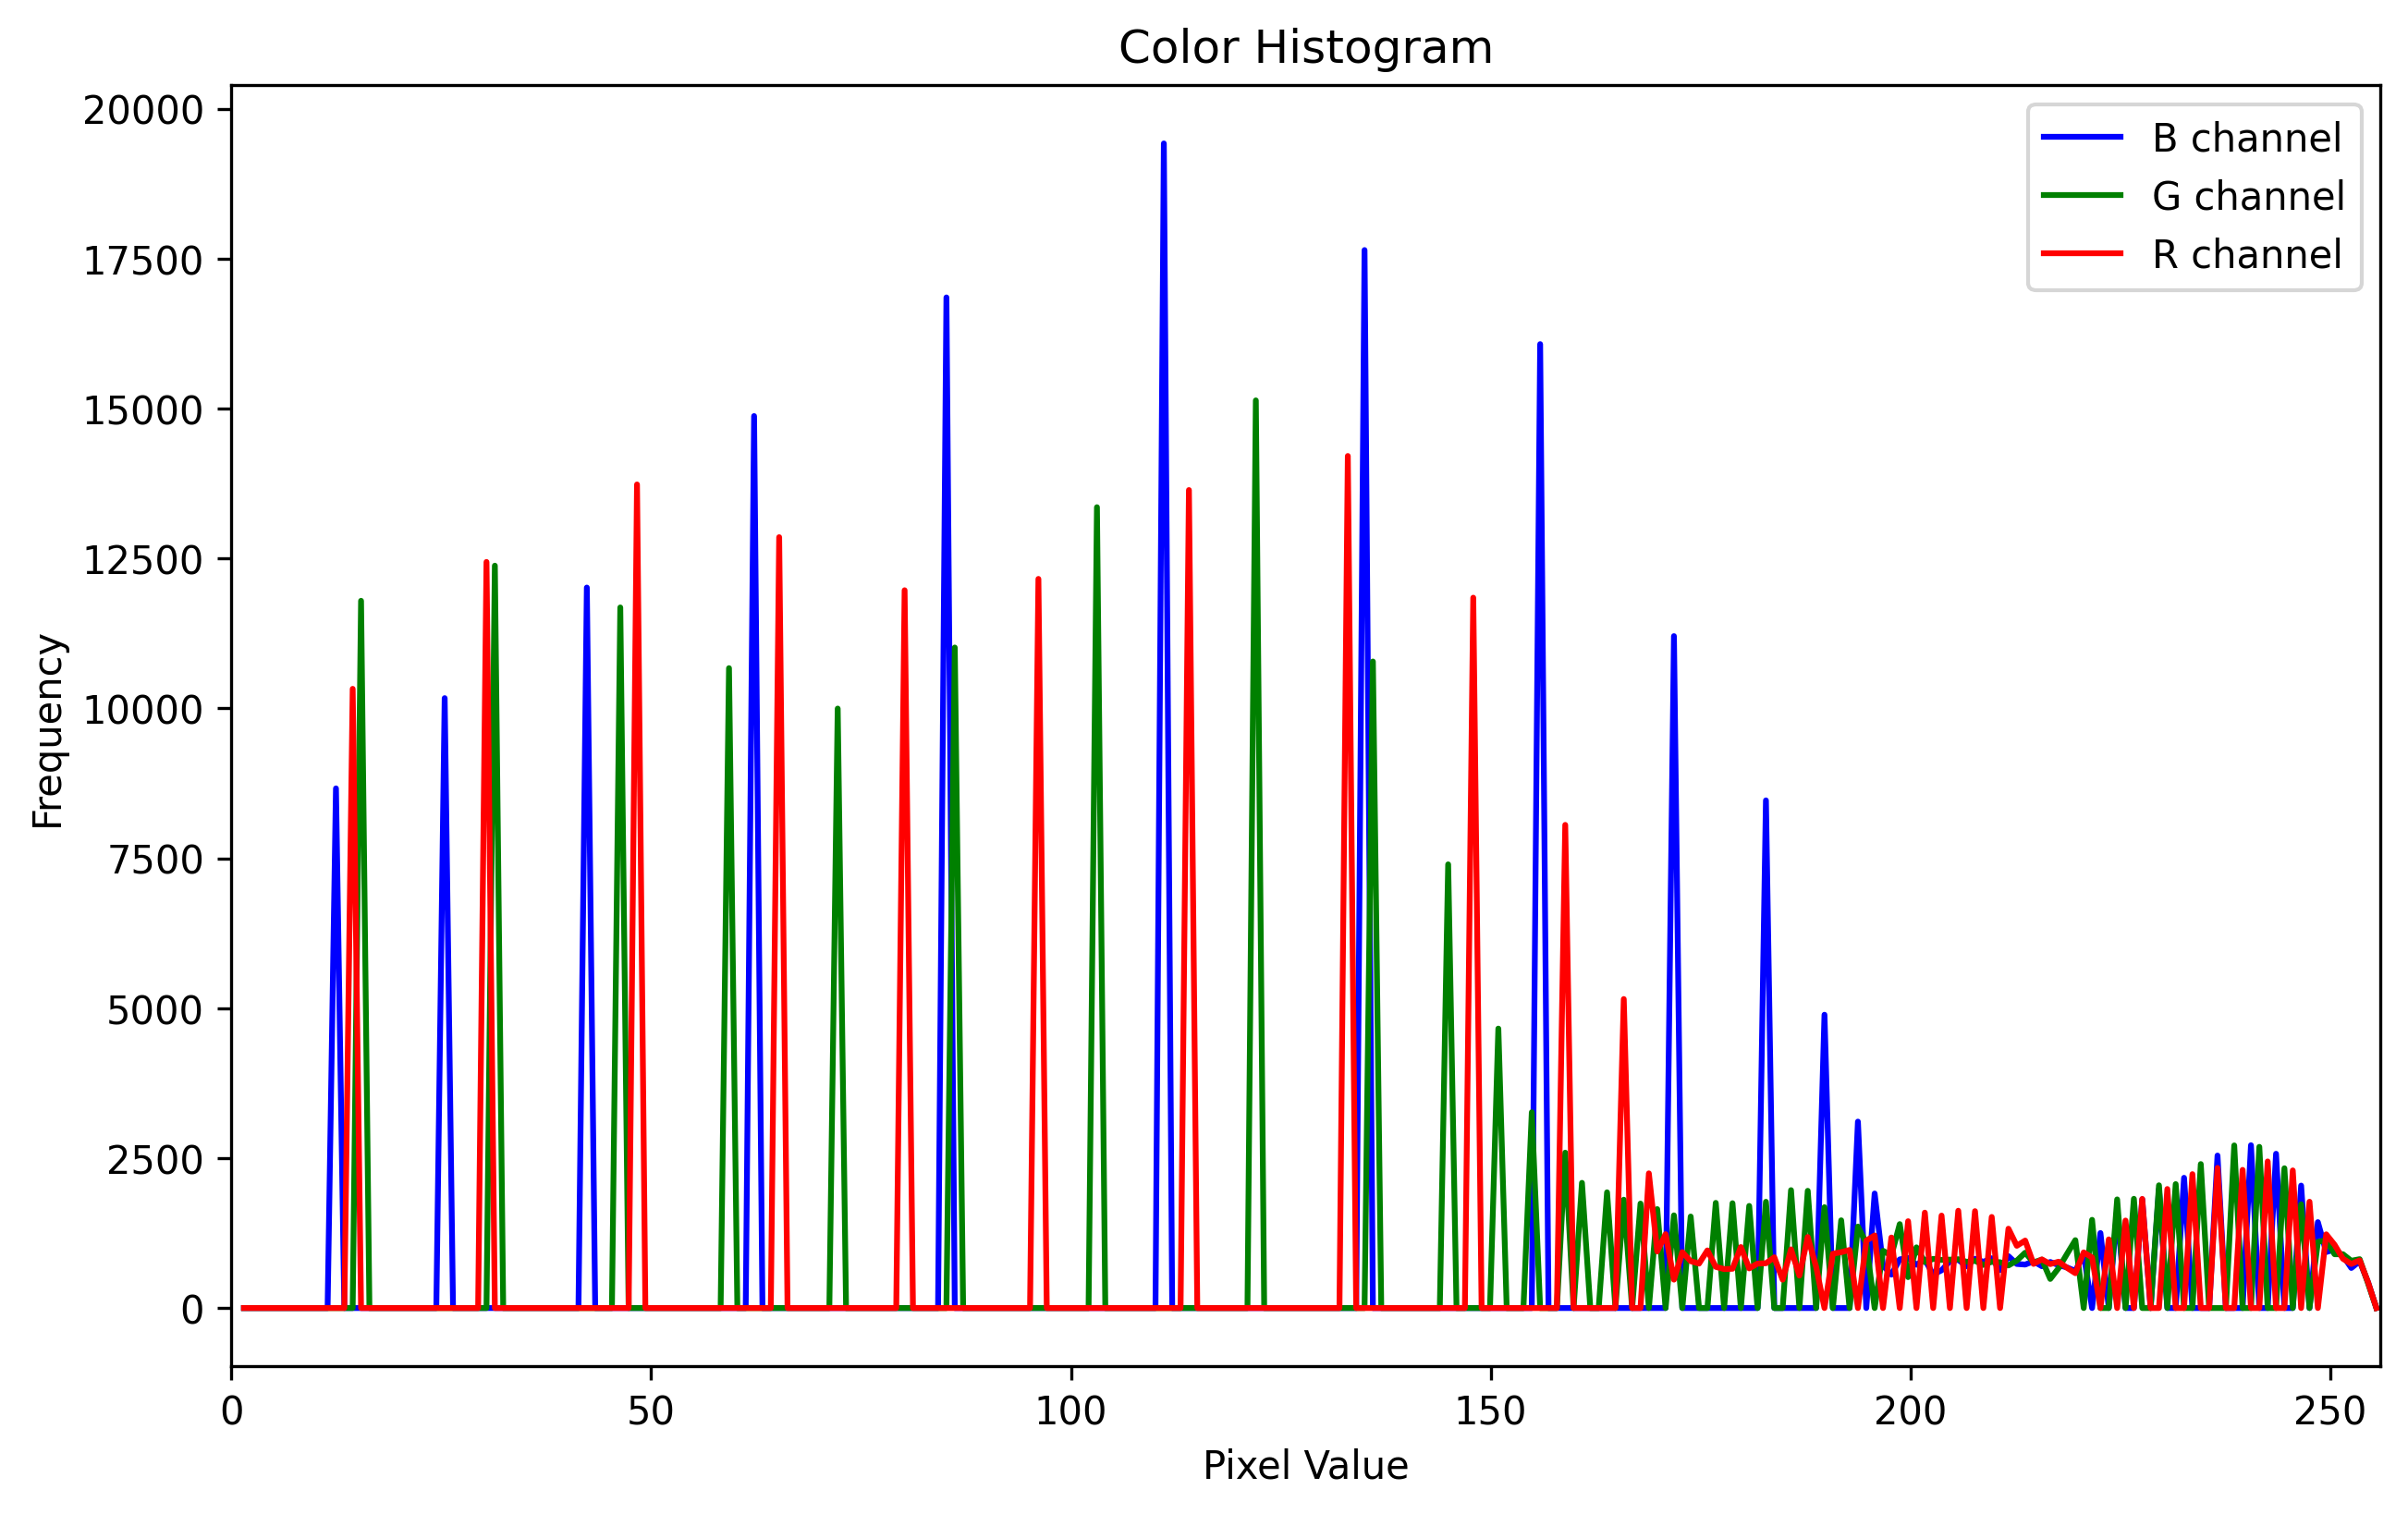 Color Histogram
20000
17500
15000
12500
10000
7500
5000
2500
0
Frequency
B channel
G channel
R channel
0 50 100 150 200 250
Pixel Value